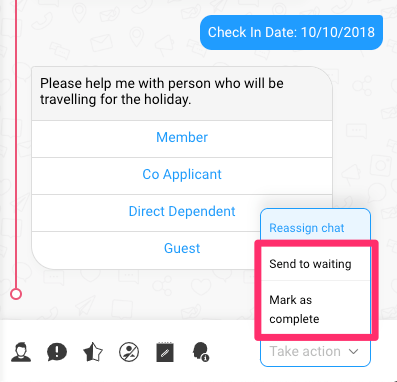 Check In Date: 10/10/2018
Please help me with person who will be
travelling for the holiday.
Member
Co Applicant
Direct Dependent
Guest
Reassign chat
Send to waiting
Mark as
complete
Take action